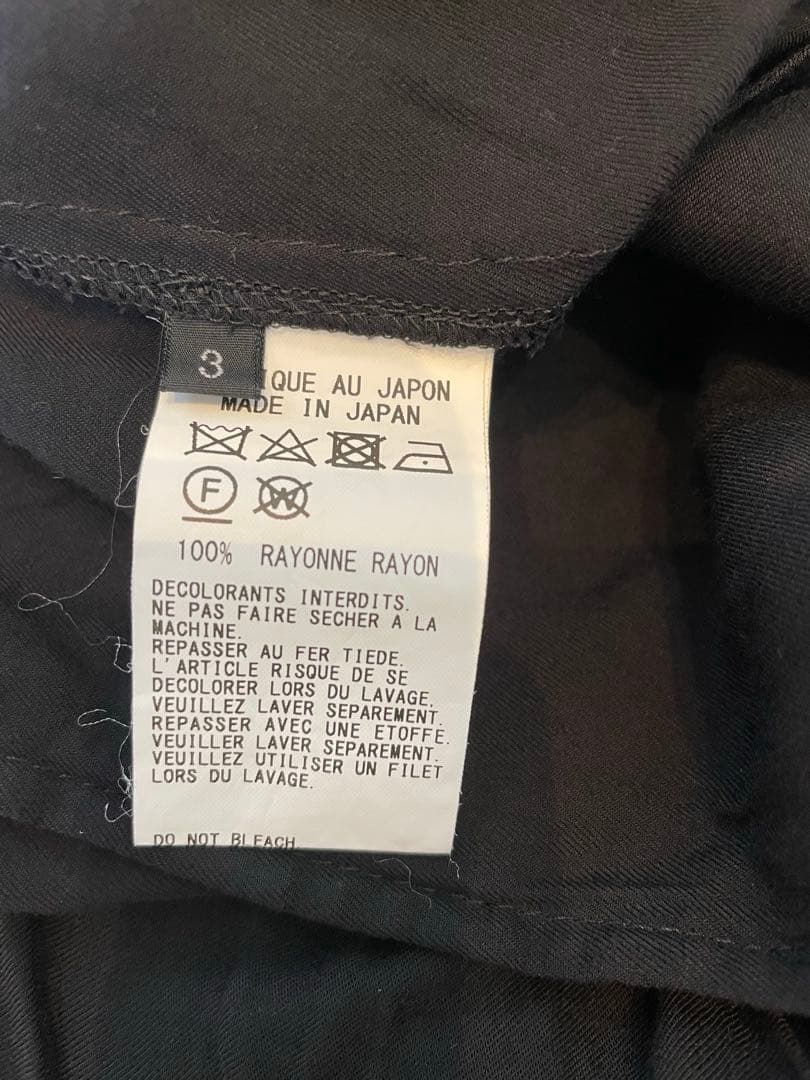 3
QUE AU JAPON
MADE IN JAPAN
F
W
100% RAYONNE RAYON
DECOLORANTS INTERDITS.
NE PAS FAIRE SECHER A LA
MACHINE.
REPASSER AU FER TIEDE.
L'ARTICLE RISQUE DE SE
DECOLORER LORS DU LAVAGE.
VEUILLEZ LAVER SEPAREMENT.
REPASSER AVEC UNE ETOFFE.
VEUILLER LAVER SEPAREMENT.
VEUILLEZ UTILISER UN FILET
LORS DU LAVAGE.
DO NOT BLEACH.